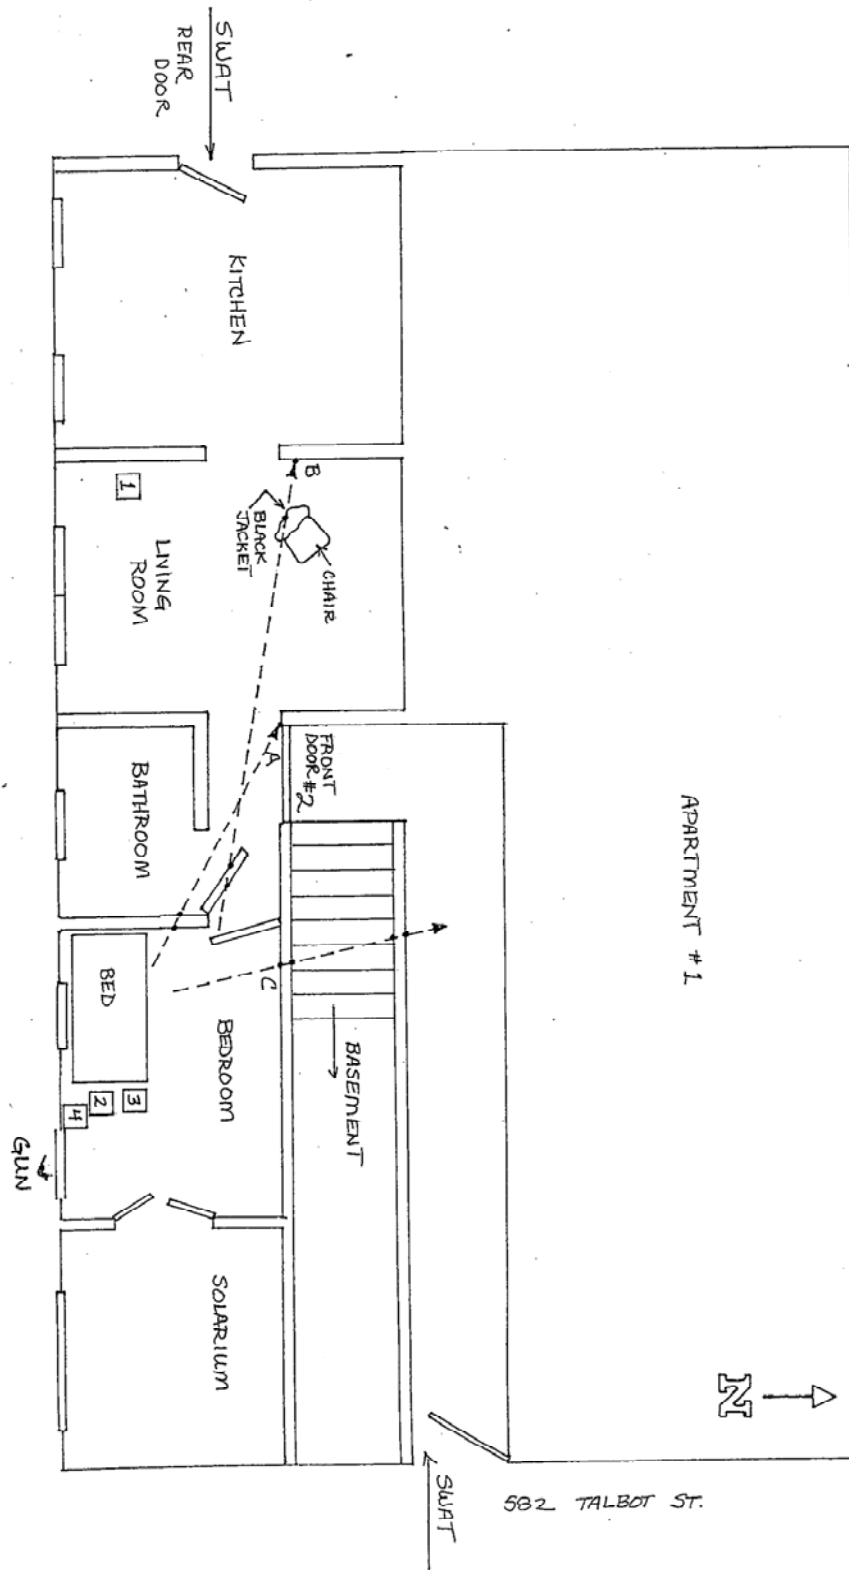 SWAT
REAR
DOOR
KITCHEN
B
1
BLACK
JACKET
CHAIR
LIVING
ROOM
A
FRONT
DOOR #2
BATHROOM
APARTMENT #1
C
BED
BEDROOM
BASEMENT
3
2
4
GUN
SOLARIUM
N
SWAT
582 TALBOT ST.